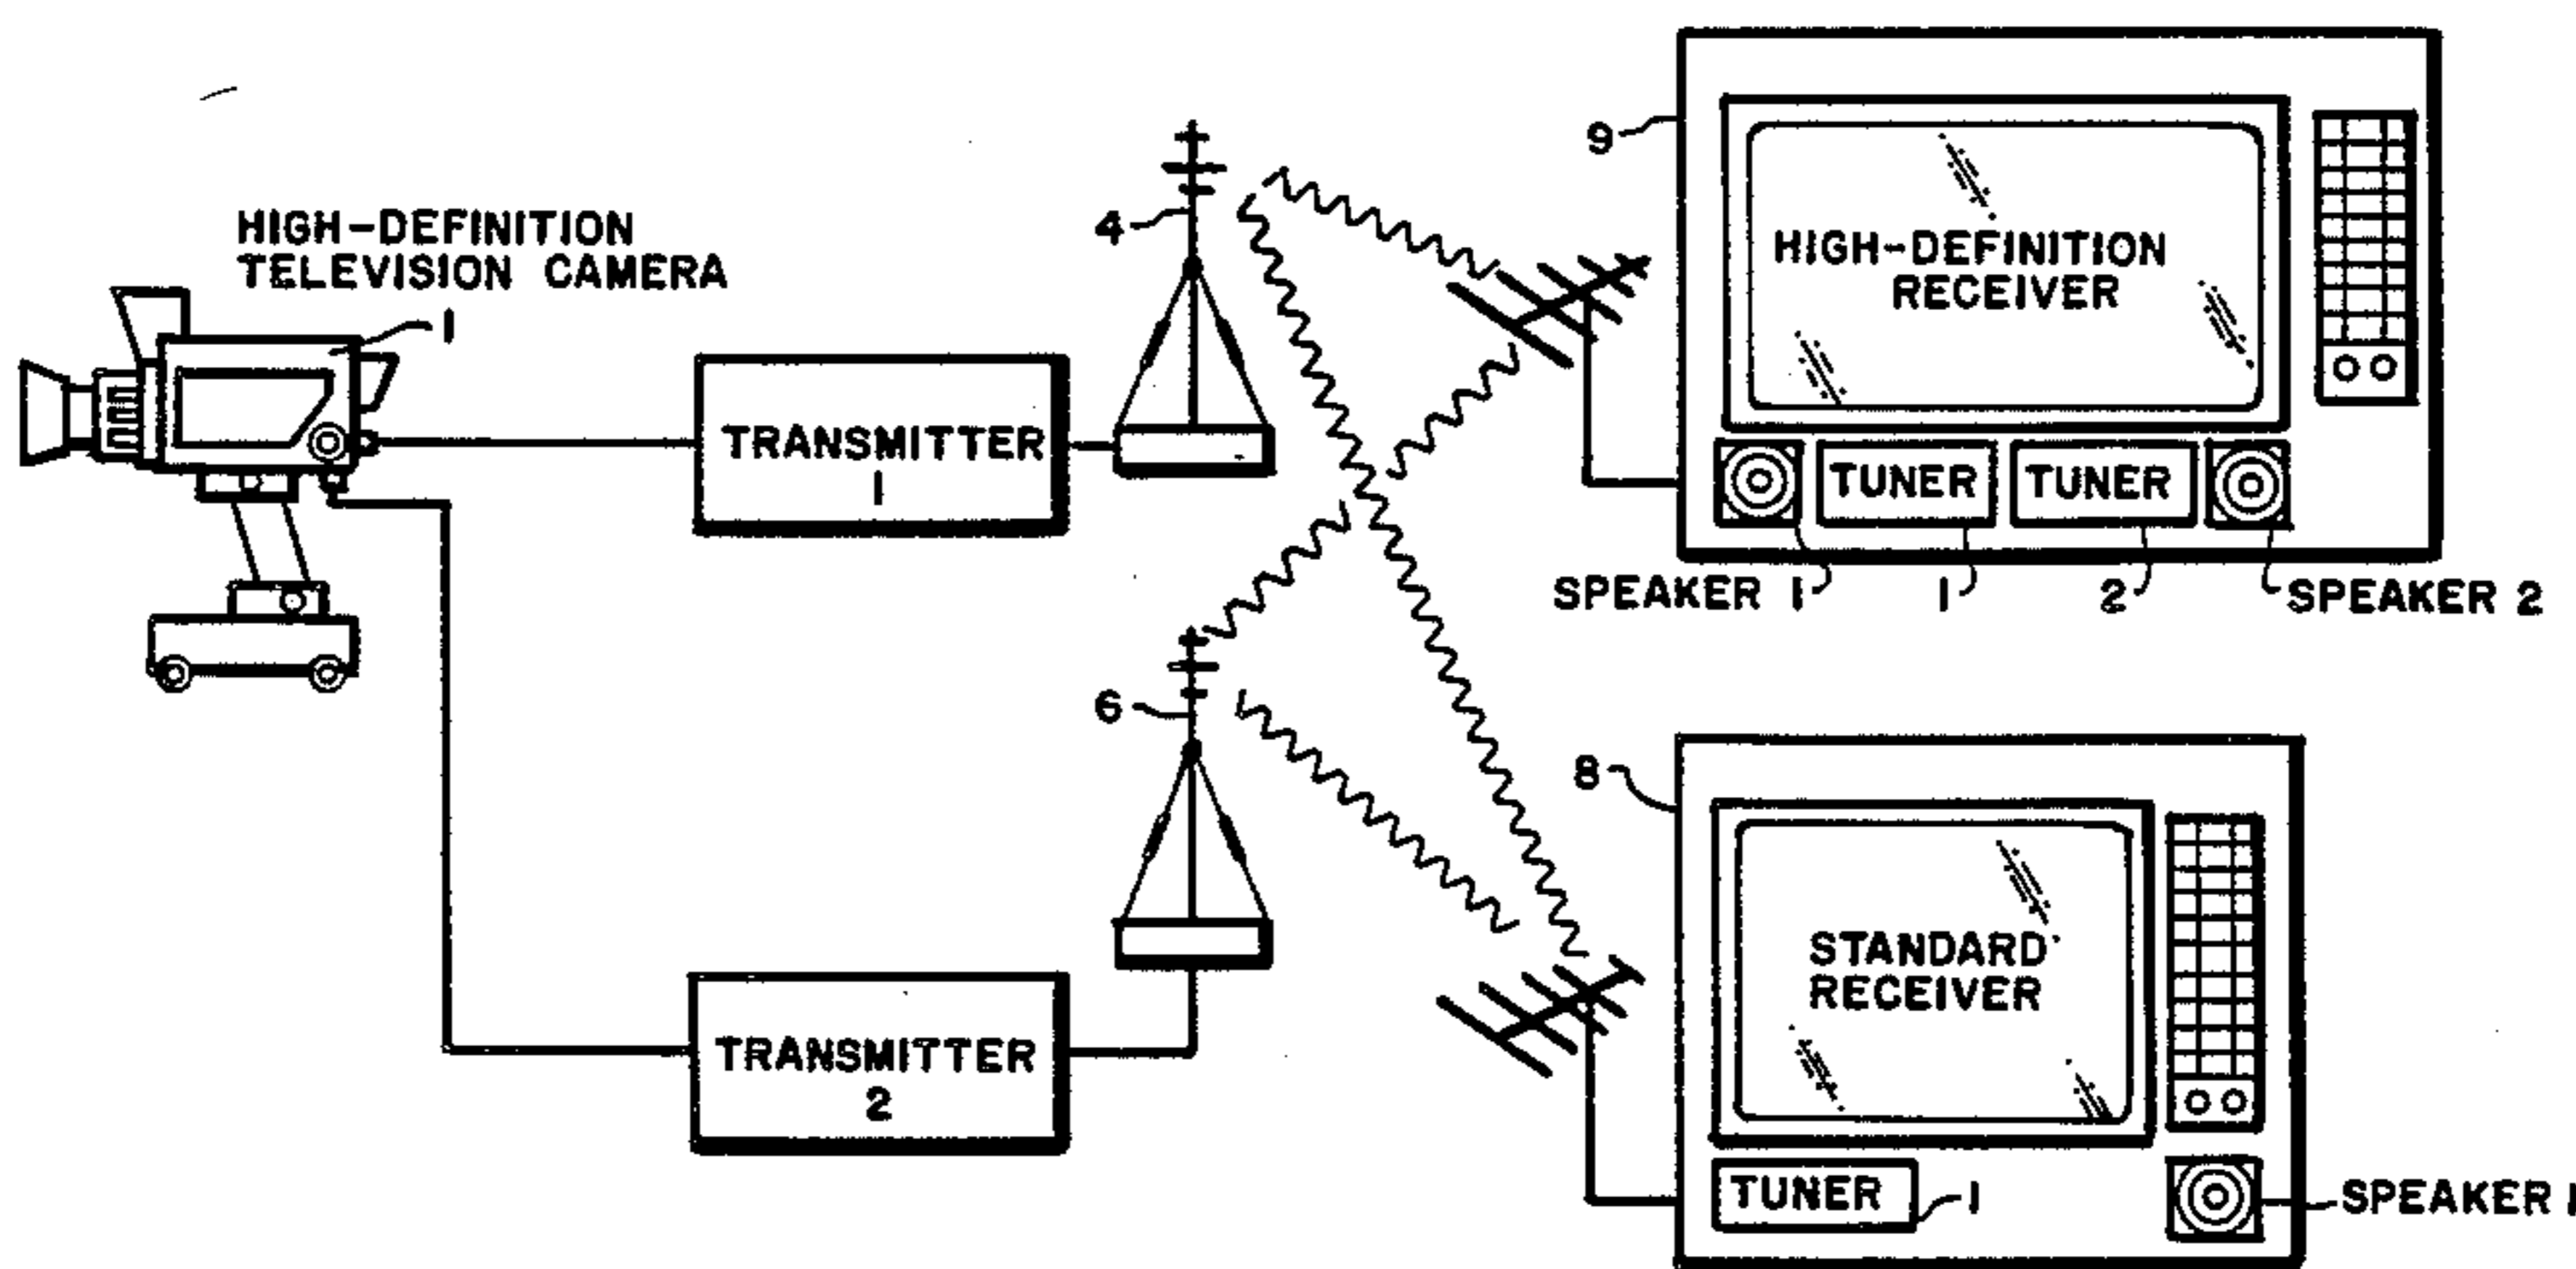 HIGH-DEFINITION
TELEVISION CAMERA
1
TRANSMITTER
1
4
9
HIGH-DEFINITION
RECEIVER
TUNER
TUNER
SPEAKER 1
1
2
SPEAKER 2
TRANSMITTER
2
6
8
STANDARD
RECEIVER
TUNER
1
SPEAKER 1